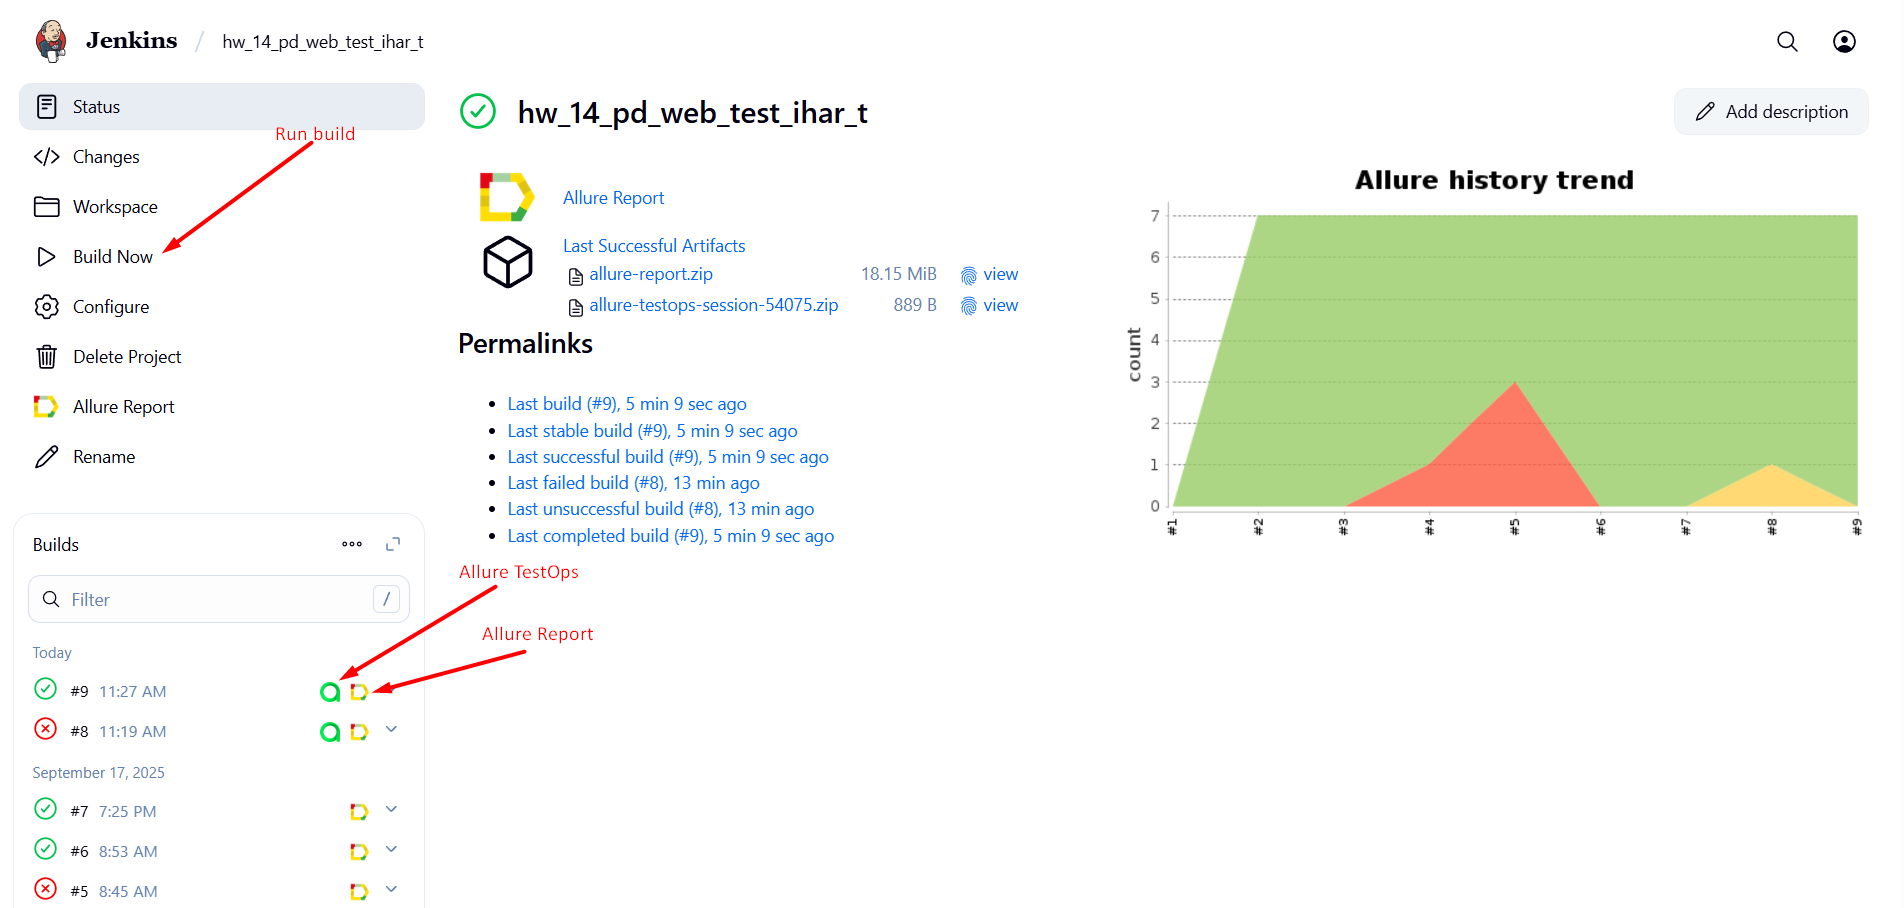 Jenkins / hw_14_pd_web_test_ihar_t
Status
Run build
Changes
Workspace
Build Now
Configure
Delete Project
Allure Report
Rename
Builds
Filter /
Today
#9 11:27 AM
#8 11:19 AM
September 17, 2025
#7 7:25 PM
#6 8:53 AM
#5 8:45 AM
hw_14_pd_web_test_ihar_t
Add description
Allure Report
Last Successful Artifacts
allure-report.zip 18.15 MiB view
allure-testops-session-54075.zip 889 B view
Permalinks
Last build (#9), 5 min 9 sec ago
Last stable build (#9), 5 min 9 sec ago
Last successful build (#9), 5 min 9 sec ago
Last failed build (#8), 13 min ago
Last unsuccessful build (#8), 13 min ago
Last completed build (#9), 5 min 9 sec ago
Allure TestOps
Allure Report
Allure history trend
count
7
6
5
4
3
2
1
0
#1 #2 #3 #4 #5 #6 #7 #8 #9